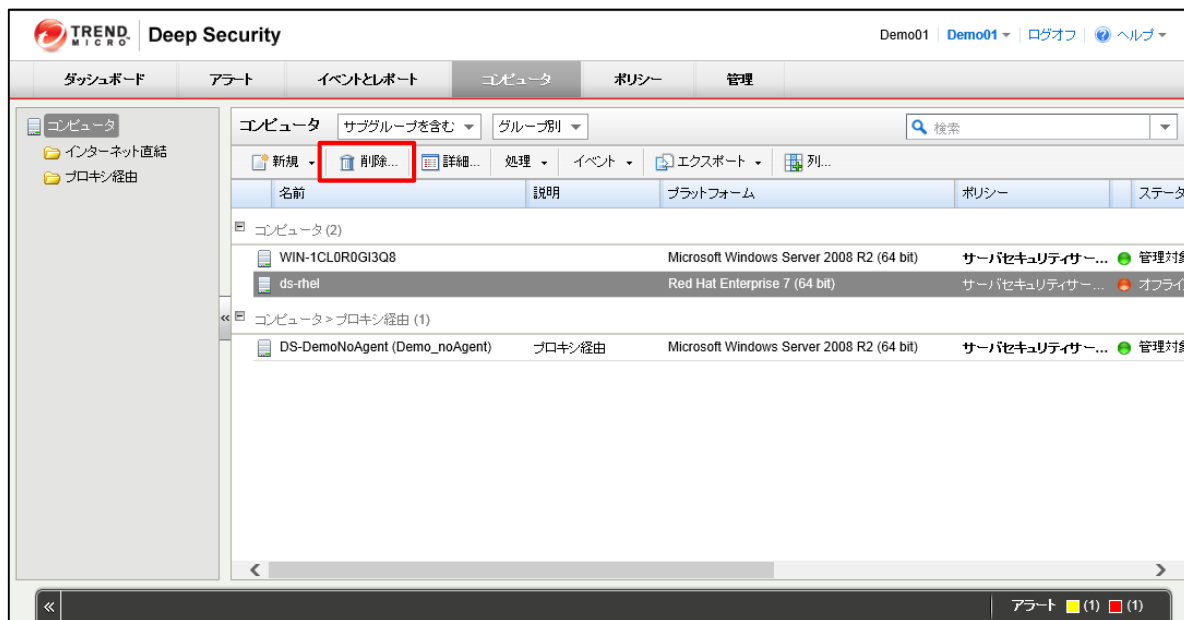 TREND MICRO Deep Security
Demo01 Demo01 ログオフ ヘルプ
ダッシュボード アラート イベントとレポート コンピュータ ポリシー 管理
コンピュータ
インターネット直結
プロキシ経由
コンピュータ サブグループを含む グループ別 検索
新規 削除... 詳細... 処理 イベント エクスポート 列...
名前 説明 プラットフォーム ポリシー ステータ
コンピュータ (2)
WIN-1CL0R0GI3Q8 Microsoft Windows Server 2008 R2 (64 bit) サーバセキュリティサー... 管理対象
ds-rhel Red Hat Enterprise 7 (64 bit) サーバセキュリティサー... オフライ
コンピュータ > プロキシ経由 (1)
DS-DemoNoAgent (Demo_noAgent) プロキシ経由 Microsoft Windows Server 2008 R2 (64 bit) サーバセキュリティサー... 管理対象
アラート (1) (1)